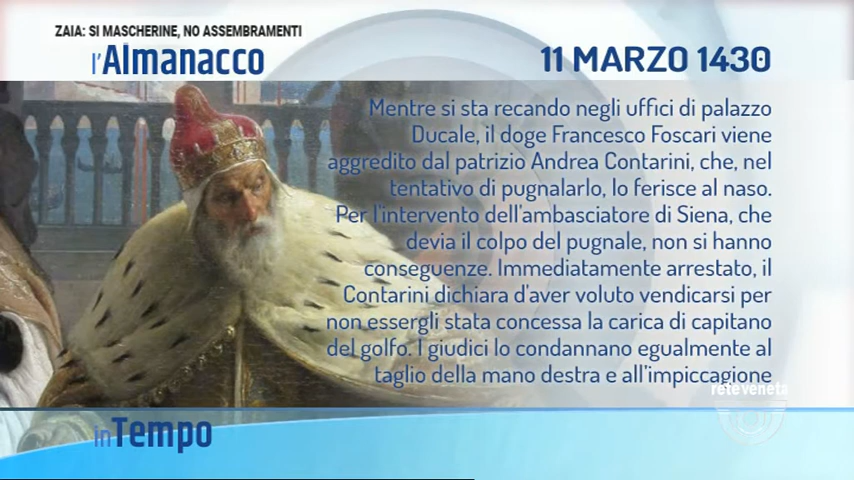 ZAIA: SI MASCHERINE, NO ASSEMBRAMENTI
l'Almanacco
11 MARZO 1430
Mentre si sta recando negli uffici di palazzo
Ducale, il doge Francesco Foscari viene
aggredito dal patrizio Andrea Contarini, che, nel
tentativo di pugnalarlo, lo ferisce al naso.
Per l'intervento dell'ambasciatore di Siena, che
devia il colpo del pugnale, non si hanno
conseguenze. Immediatamente arrestato, il
Contarini dichiara d'aver voluto vendicarsi per
non essergli stata concessa la carica di capitano
del golfo. I giudici lo condannano egualmente al
taglio della mano destra e all'impiccagione
reteveneta
inTempo